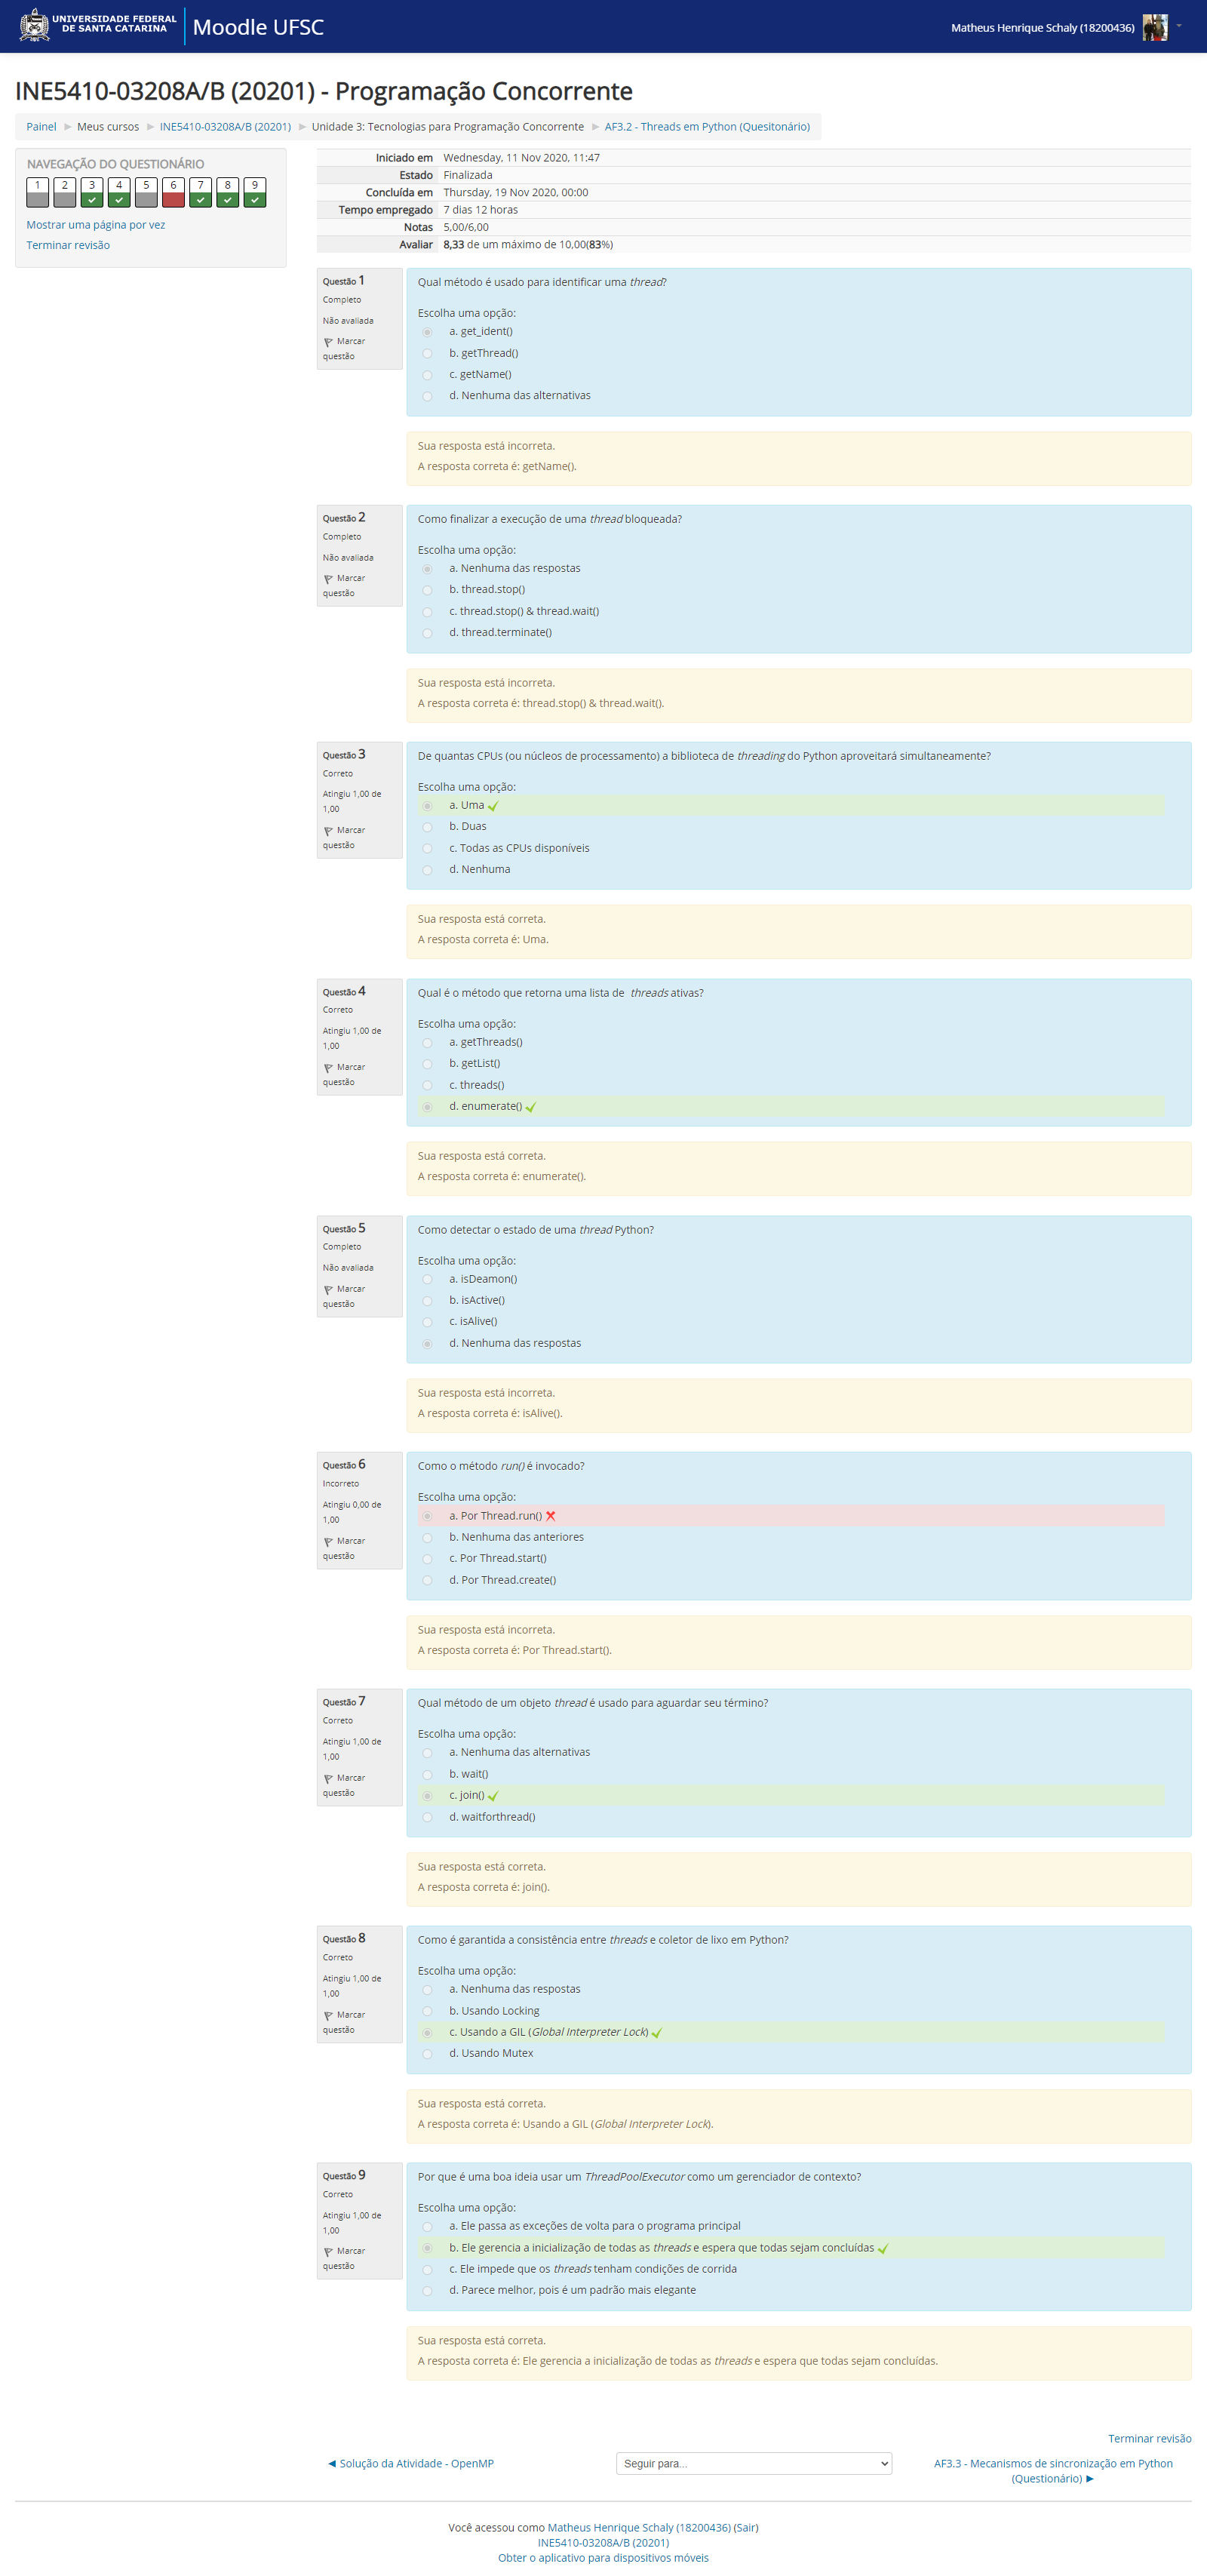 UNIVERSIDADE FEDERAL
DE SANTA CATARINA
Moodle UFSC
Matheus Henrique Schaly (18200436)
INE5410-03208A/B (20201) - Programação Concorrente
Painel ► Meus cursos ► INE5410-03208A/B (20201) ► Unidade 3: Tecnologias para Programação Concorrente ► AF3.2 - Threads em Python (Quesitonário)
NAVEGAÇÃO DO QUESTIONÁRIO
1 2 3 4 5 6 7 8 9
Mostrar uma página por vez
Terminar revisão
Iniciado em Wednesday, 11 Nov 2020, 11:47
Estado Finalizada
Concluída em Thursday, 19 Nov 2020, 00:00
Tempo empregado 7 dias 12 horas
Notas 5,00/6,00
Avaliar 8,33 de um máximo de 10,00(83%)
Questão 1
Completo
Não avaliada
Marcar
questão
Qual método é usado para identificar uma thread?
Escolha uma opção:
a. get_ident()
b. getThread()
c. getName()
d. Nenhuma das alternativas
Sua resposta está incorreta.
A resposta correta é: getName().
Questão 2
Completo
Não avaliada
Marcar
questão
Como finalizar a execução de uma thread bloqueada?
Escolha uma opção:
a. Nenhuma das respostas
b. thread.stop()
c. thread.stop() & thread.wait()
d. thread.terminate()
Sua resposta está incorreta.
A resposta correta é: thread.stop() & thread.wait().
Questão 3
Correto
Atingiu 1,00 de
1,00
Marcar
questão
De quantas CPUs (ou núcleos de processamento) a biblioteca de threading do Python aproveitará simultaneamente?
Escolha uma opção:
a. Uma
b. Duas
c. Todas as CPUs disponíveis
d. Nenhuma
Sua resposta está correta.
A resposta correta é: Uma.
Questão 4
Correto
Atingiu 1,00 de
1,00
Marcar
questão
Qual é o método que retorna uma lista de threads ativas?
Escolha uma opção:
a. getThreads()
b. getList()
c. threads()
d. enumerate()
Sua resposta está correta.
A resposta correta é: enumerate().
Questão 5
Completo
Não avaliada
Marcar
questão
Como detectar o estado de uma thread Python?
Escolha uma opção:
a. isDeamon()
b. isActive()
c. isAlive()
d. Nenhuma das respostas
Sua resposta está incorreta.
A resposta correta é: isAlive().
Questão 6
Incorreto
Atingiu 0,00 de
1,00
Marcar
questão
Como o método run() é invocado?
Escolha uma opção:
a. Por Thread.run()
b. Nenhuma das anteriores
c. Por Thread.start()
d. Por Thread.create()
Sua resposta está incorreta.
A resposta correta é: Por Thread.start().
Questão 7
Correto
Atingiu 1,00 de
1,00
Marcar
questão
Qual método de um objeto thread é usado para aguardar seu término?
Escolha uma opção:
a. Nenhuma das alternativas
b. wait()
c. join()
d. waitforthread()
Sua resposta está correta.
A resposta correta é: join().
Questão 8
Correto
Atingiu 1,00 de
1,00
Marcar
questão
Como é garantida a consistência entre threads e coletor de lixo em Python?
Escolha uma opção:
a. Nenhuma das respostas
b. Usando Locking
c. Usando a GIL (Global Interpreter Lock)
d. Usando Mutex
Sua resposta está correta.
A resposta correta é: Usando a GIL (Global Interpreter Lock).
Questão 9
Correto
Atingiu 1,00 de
1,00
Marcar
questão
Por que é uma boa ideia usar um ThreadPoolExecutor como um gerenciador de contexto?
Escolha uma opção:
a. Ele passa as exceções de volta para o programa principal
b. Ele gerencia a inicialização de todas as threads e espera que todas sejam concluídas
c. Ele impede que os threads tenham condições de corrida
d. Parece melhor, pois é um padrão mais elegante
Sua resposta está correta.
A resposta correta é: Ele gerencia a inicialização de todas as threads e espera que todas sejam concluídas.
Terminar revisão
◄ Solução da Atividade - OpenMP
Seguir para...
AF3.3 - Mecanismos de sincronização em Python
(Questionário) ►
Você acessou como Matheus Henrique Schaly (18200436) (Sair)
INE5410-03208A/B (20201)
Obter o aplicativo para dispositivos móveis